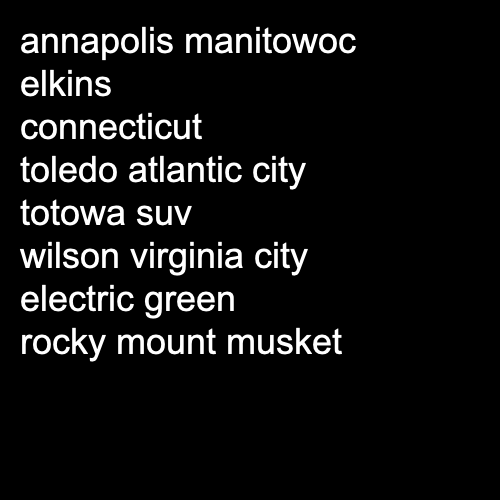 annapolis manitowoc
elkins
connecticut
toledo atlantic city
totowa suv
wilson virginia city
electric green
rocky mount musket